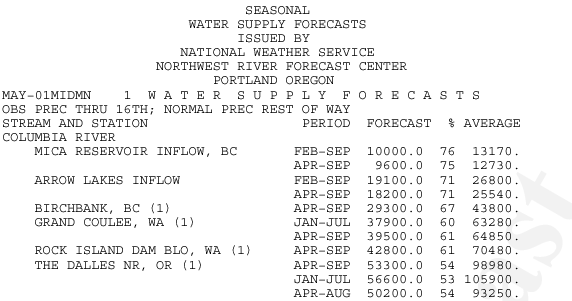 SEASONAL
WATER SUPPLY FORECASTS
ISSUED BY
NATIONAL WEATHER SERVICE
NORTHWEST RIVER FORECAST CENTER
PORTLAND OREGON
MAY-01MIDMN 1 W A T E R S U P P L Y F O R E C A S T S
OBS PREC THRU 16TH; NORMAL PREC REST OF WAY
STREAM AND STATION PERIOD FORECAST % AVERAGE
COLUMBIA RIVER
MICA RESERVOIR INFLOW, BC FEB-SEP 10000.0 76 13170.
APR-SEP 9600.0 75 12730.
ARROW LAKES INFLOW FEB-SEP 19100.0 71 26800.
APR-SEP 18200.0 71 25540.
BIRCHBANK, BC (1) APR-SEP 29300.0 67 43800.
GRAND COULEE, WA (1) JAN-JUL 37900.0 60 63280.
APR-SEP 39500.0 61 64850.
ROCK ISLAND DAM BLO, WA (1) APR-SEP 42800.0 61 70480.
THE DALLES NR, OR (1) APR-SEP 53300.0 54 98980.
JAN-JUL 56600.0 53 105900.
APR-AUG 50200.0 54 93250.